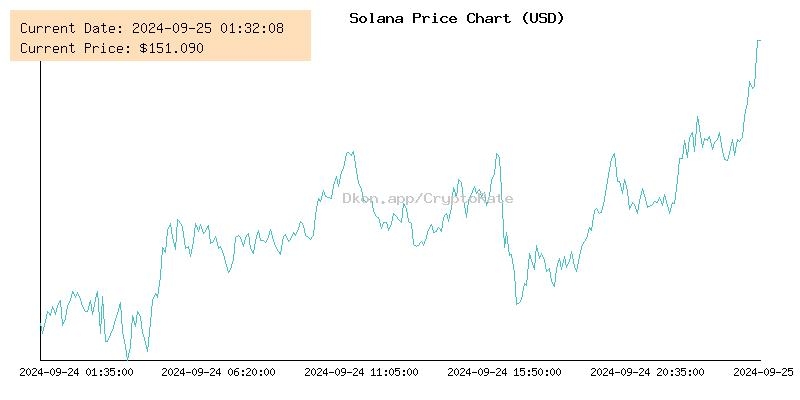 Solana Price Chart (USD)
Current Date: 2024-09-25 01:32:08
Current Price: $151.090
Dkon.app/CryptoMate
2024-09-24 01:35:00 2024-09-24 06:20:00 2024-09-24 11:05:00 2024-09-24 15:50:00 2024-09-24 20:35:00 2024-09-25